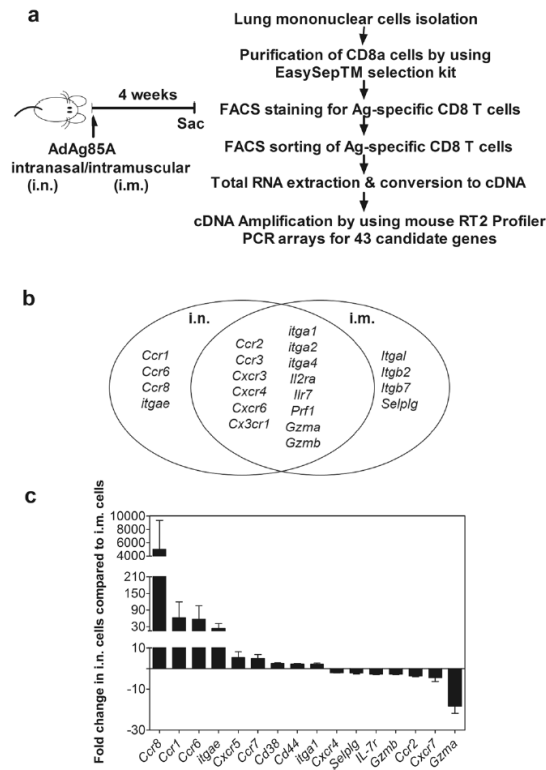 a
Lung mononuclear cells isolation
Purification of CD8a cells by using
EasySepTM selection kit
FACS staining for Ag-specific CD8 T cells
FACS sorting of Ag-specific CD8 T cells
Total RNA extraction & conversion to cDNA
cDNA Amplification by using mouse RT2 Profiler
PCR arrays for 43 candidate genes
4 weeks
Sac
AdAg85A
intranasal/intramuscular
(i.n.) (i.m.)
b
i.n.
i.m.
Ccr1
Ccr6
Ccr8
itgae
Ccr2
Ccr3
Cxcr3
Cxcr4
Cxcr6
Cx3cr1
itga1
itga2
itga4
Il2ra
Ilr7
Prf1
Gzma
Gzmb
Itgal
Itgb2
Itgb7
Selplg
c
Fold change in i.n. cells compared to i.m. cells
10000
8000
6000
4000
210
150
90
30
10
-10
-30
Ccr8
Ccr1
Ccr6
itgae
Cxcr5
Ccr7
Cd38
Cd44
itga1
Cxcr4
Selplg
IL-7r
Gzmb
Ccr2
Cxcr7
Gzma